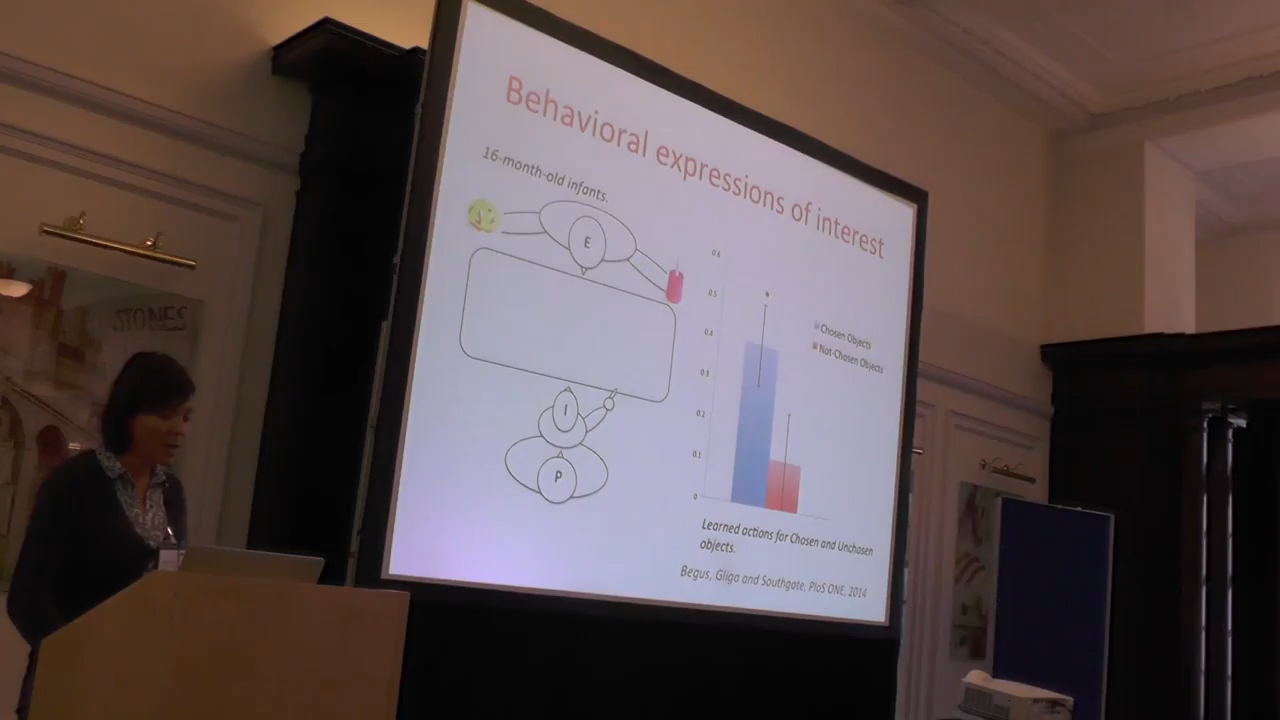 Behavioral expressions of interest
16-month-old infants.
E
I
P
0.6
0.5
0.4
0.3
0.2
0.1
0
*
Chosen Objects
Not-Chosen Objects
Learned actions for Chosen and Unchosen
objects.
Begus, Gliga and Southgate, PloS ONE, 2014
STONES